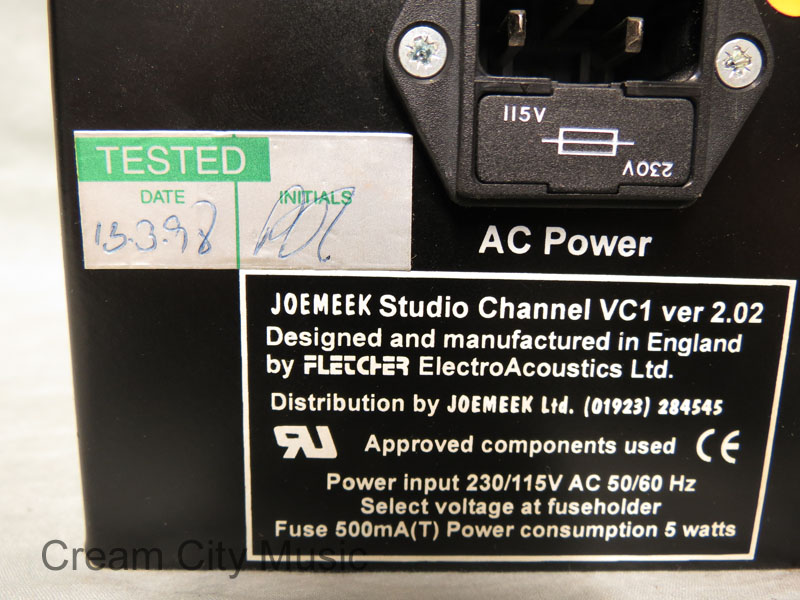 115V
230V
TESTED
DATE INITIALS
13.3.98
AC Power
JOEMEEK Studio Channel VC1 ver 2.02
Designed and manufactured in England
by FLETCHER ElectroAcoustics Ltd.
Distribution by JOEMEEK Ltd. (01923) 284545
Approved components used CE
Power input 230/115V AC 50/60 Hz
Select voltage at fuseholder
Fuse 500mA(T) Power consumption 5 watts
Cream City Music